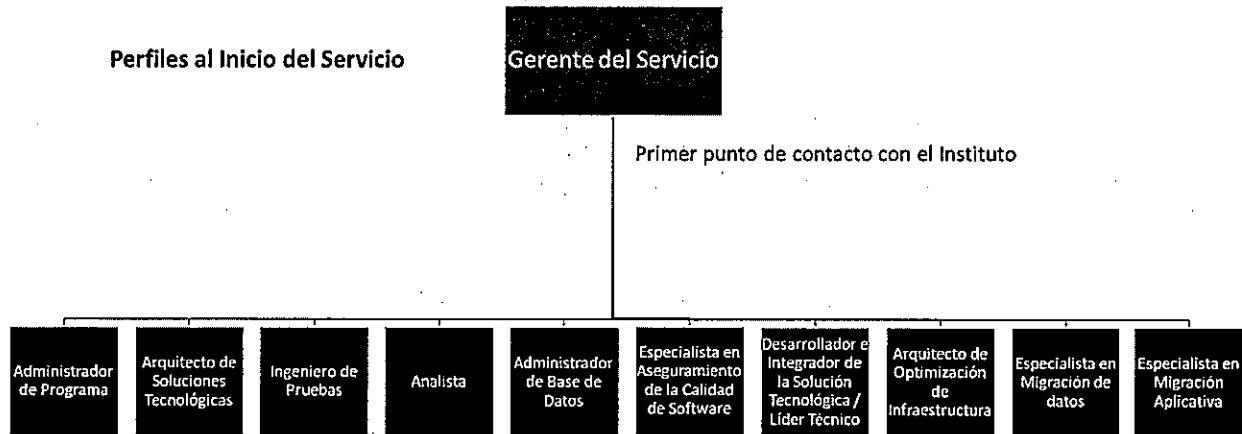 Perfiles al Inicio del Servicio
Gerente del Servicio
Primer punto de contacto con el Instituto
Administrador
de Programa
Arquitecto de
Soluciones
Tecnológicas
Ingeniero de
Pruebas
Analista
Administrador
de Base de
Datos
Especialista en
Aseguramiento
de la Calidad
de Software
Desarrollador e
Integrador de
la Solución
Tecnológica /
Líder Técnico
Arquitecto de
Optimización
de
Infraestructura
Especialista en
Migración de
datos
Especialista en
Migración
Aplicativa